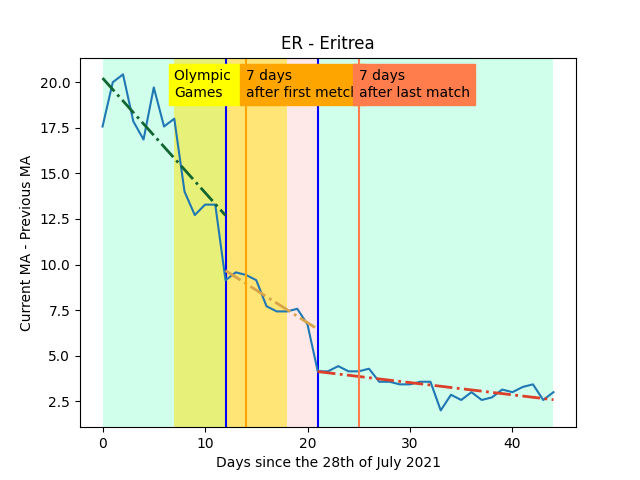 ER - Eritrea
Olympic
Games
7 days
after first metch
7 days
after last match
20.0
17.5
15.0
12.5
10.0
7.5
5.0
2.5
Current MA - Previous MA
0
10
20
30
40
Days since the 28th of July 2021